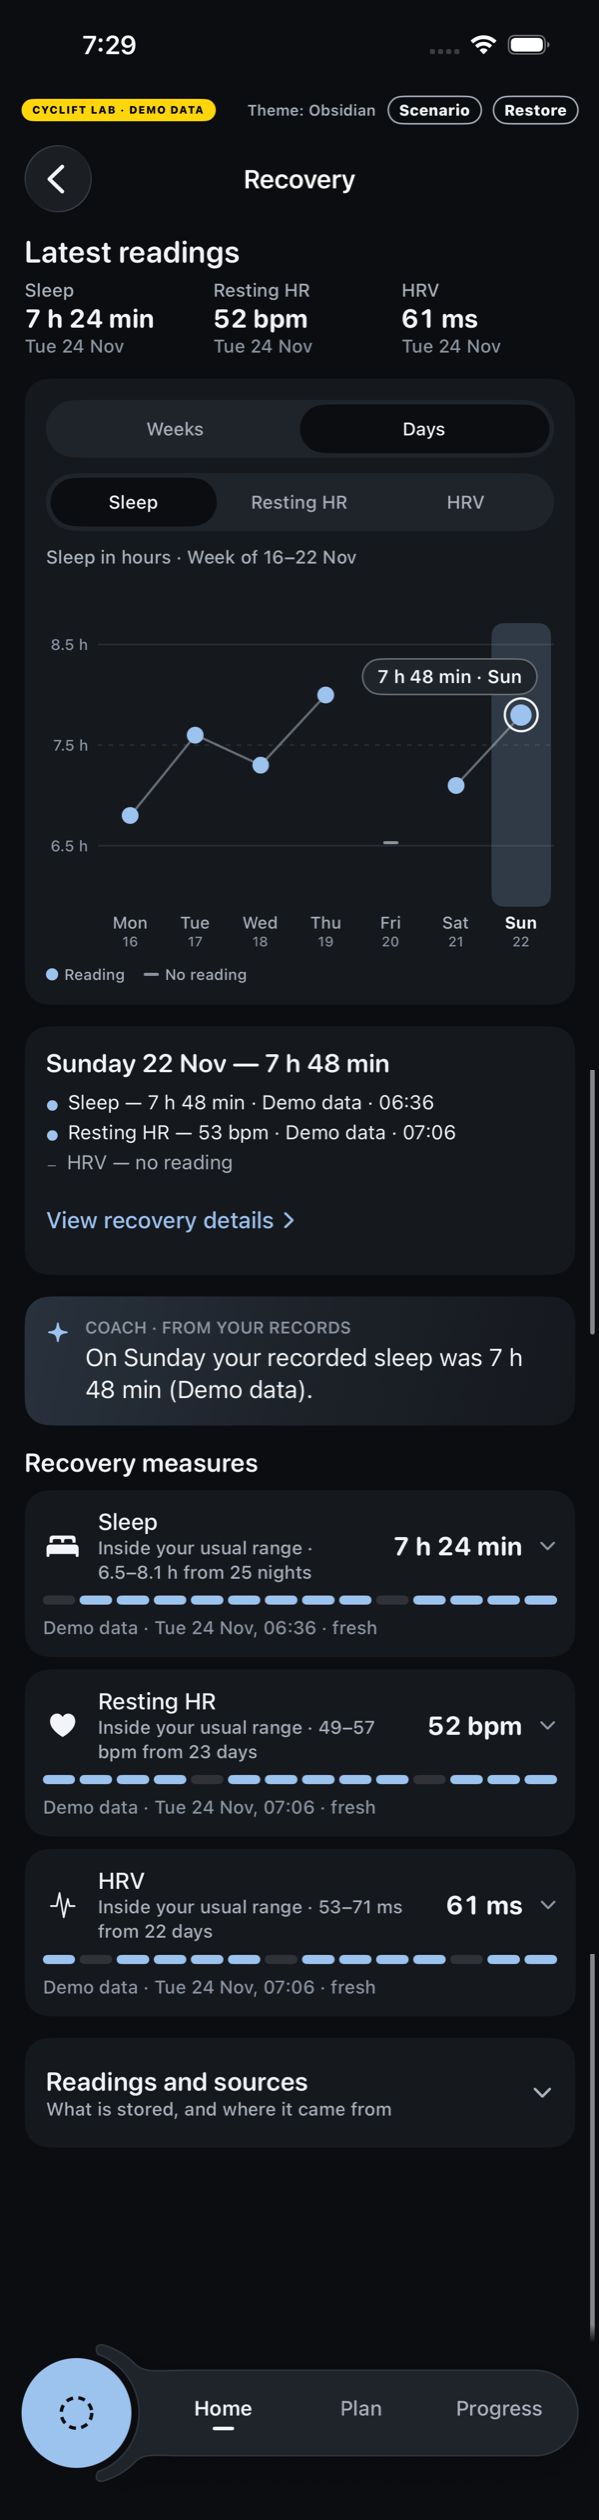 7:29
CYCLIFT LAB · DEMO DATA
Theme: Obsidian
Scenario
Restore
Recovery
Latest readings
Sleep
Resting HR
HRV
7 h 24 min
52 bpm
61 ms
Tue 24 Nov
Tue 24 Nov
Tue 24 Nov
Weeks
Days
Sleep
Resting HR
HRV
Sleep in hours · Week of 16–22 Nov
8.5 h
7 h 48 min · Sun
7.5 h
6.5 h
Mon
Tue
Wed
Thu
Fri
Sat
Sun
16
17
18
19
20
21
22
Reading
No reading
Sunday 22 Nov — 7 h 48 min
Sleep — 7 h 48 min · Demo data · 06:36
Resting HR — 53 bpm · Demo data · 07:06
– HRV — no reading
View recovery details
COACH · FROM YOUR RECORDS
On Sunday your recorded sleep was 7 h
48 min (Demo data).
Recovery measures
Sleep
Inside your usual range ·
6.5–8.1 h from 25 nights
7 h 24 min
Demo data · Tue 24 Nov, 06:36 · fresh
Resting HR
Inside your usual range · 49–57
bpm from 23 days
52 bpm
Demo data · Tue 24 Nov, 07:06 · fresh
HRV
Inside your usual range · 53–71 ms
from 22 days
61 ms
Demo data · Tue 24 Nov, 07:06 · fresh
Readings and sources
What is stored, and where it came from
Home
Plan
Progress